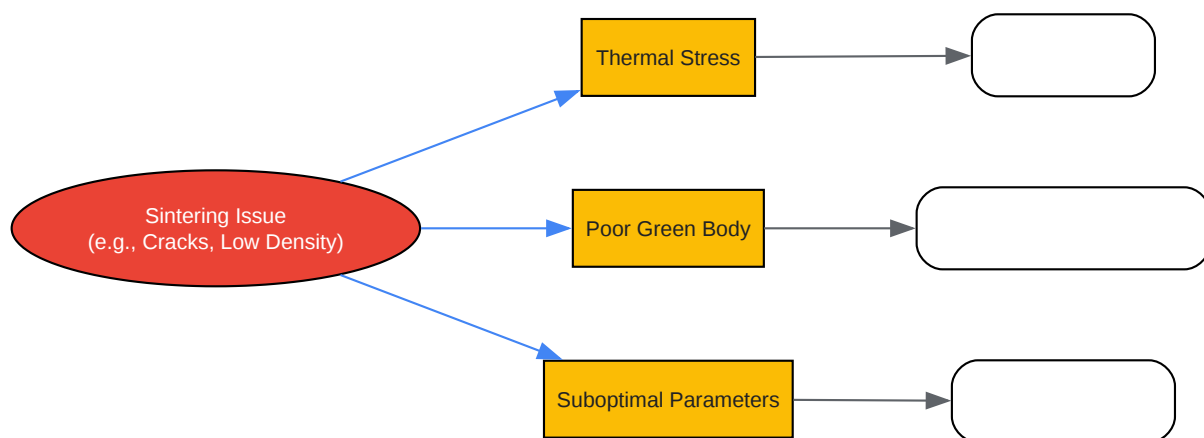 Thermal Stress
Sintering Issue
(e.g., Cracks, Low Density)
Poor Green Body
Suboptimal Parameters